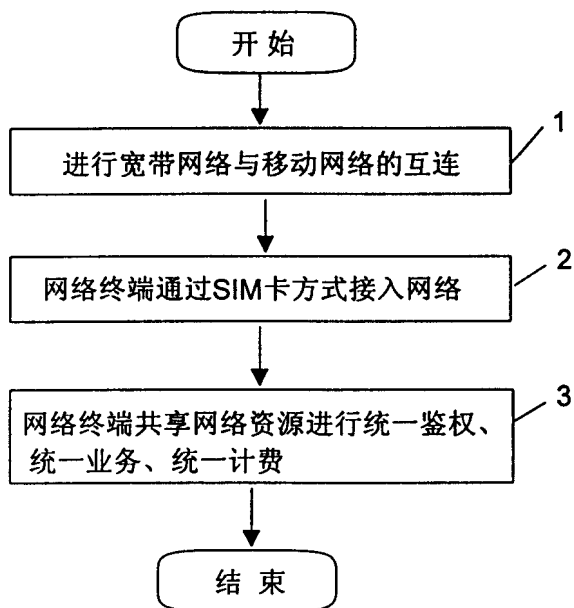 开 始
1
进行宽带网络与移动网络的互连
2
网络终端通过SIM卡方式接入网络
3
网络终端共享网络资源进行统一鉴权、
统一业务、统一计费
结 束